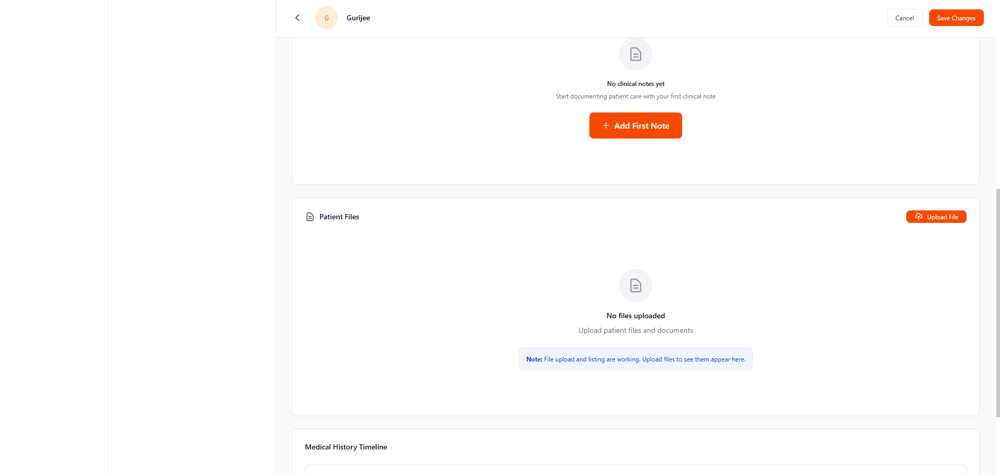 G
Gurijee
Cancel
Save Changes
No clinical notes yet
Start documenting patient care with your first clinical note
Add First Note
Patient Files
Upload File
No files uploaded
Upload patient files and documents
Note: File upload and listing are working. Upload files to see them appear here.
Medical History Timeline